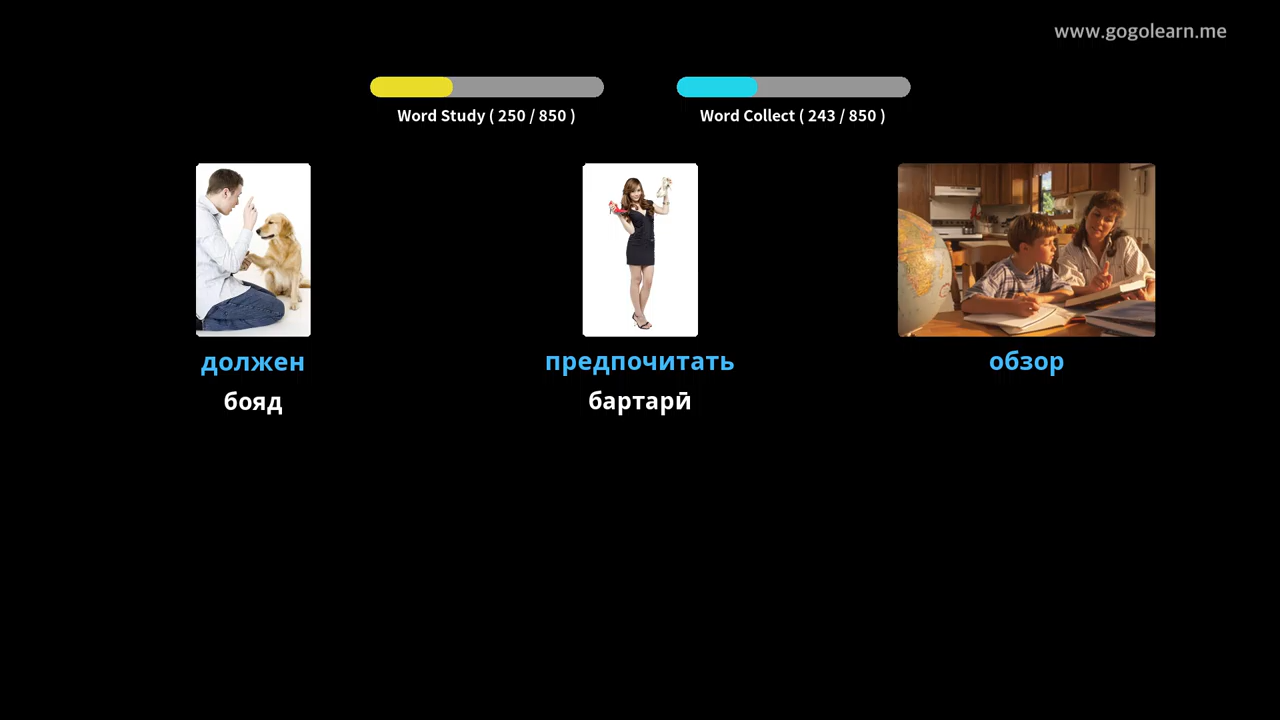 www.gogolearn.me
Word Study ( 250 / 850 )
Word Collect ( 243 / 850 )
должен
предпочитать
обзор
бояд
бартарӣ